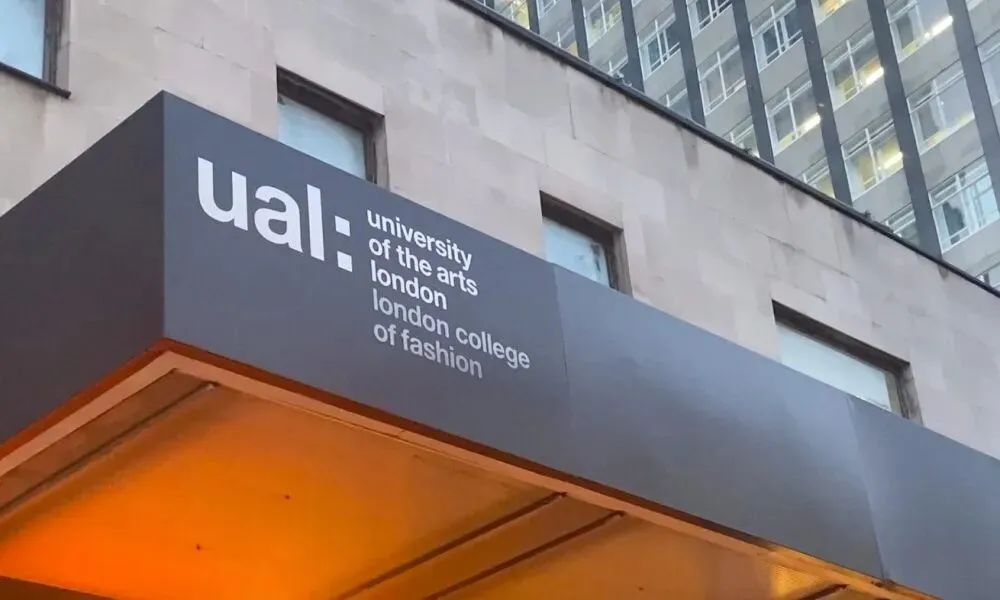 ual:
university
of the arts
london
london college
of fashion